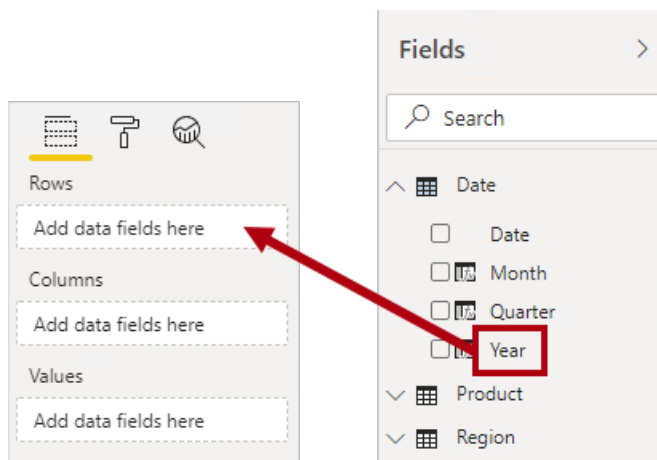 Fields
Search
Rows
Add data fields here
Columns
Add data fields here
Values
Add data fields here
Date
Date
Month
Quarter
Year
Product
Region